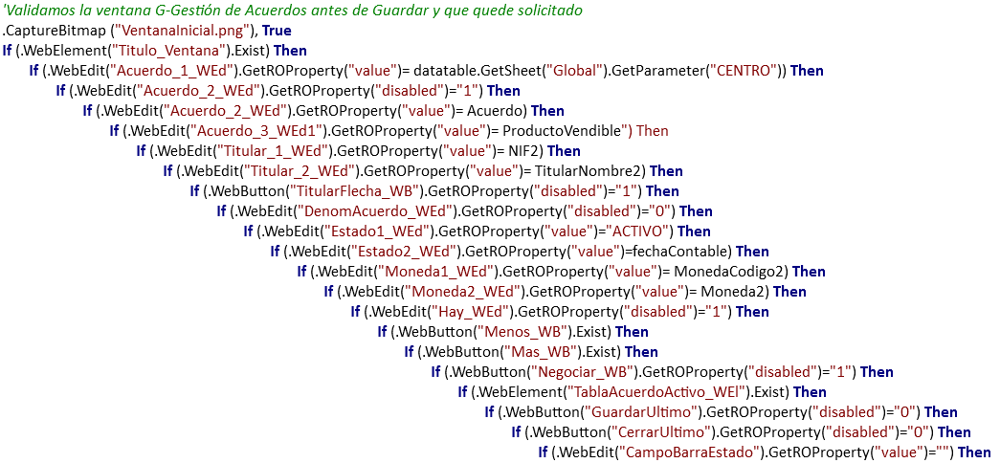 'Validamos la ventana G-Gestión de Acuerdos antes de Guardar y que quede solicitado
.CaptureBitmap ("VentanaInicial.png"), True
If (.WebElement("Titulo_Ventana").Exist) Then
If (.WebEdit("Acuerdo_1_WEd").GetROProperty("value")= datatable.GetSheet("Global").GetParameter("CENTRO")) Then
If (.WebEdit("Acuerdo_2_WEd").GetROProperty("disabled")="1") Then
If (.WebEdit("Acuerdo_2_WEd").GetROProperty("value")= Acuerdo) Then
If (.WebEdit("Acuerdo_3_WEd1").GetROProperty("value")= ProductoVendible") Then
If (.WebEdit("Titular_1_WEd").GetROProperty("value")= NIF2) Then
If (.WebEdit("Titular_2_WEd").GetROProperty("value")= TitularNombre2) Then
If (.WebButton("TitularFlecha_WB").GetROProperty("disabled")="1") Then
If (.WebEdit("DenomAcuerdo_WEd").GetROProperty("disabled")="0") Then
If (.WebEdit("Estado1_WEd").GetROProperty("value")="ACTIVO") Then
If (.WebEdit("Estado2_WEd").GetROProperty("value")=fechaContable) Then
If (.WebEdit("Moneda1_WEd").GetROProperty("value")= MonedaCodigo2) Then
If (.WebEdit("Moneda2_WEd").GetROProperty("value")= Moneda2) Then
If (.WebEdit("Hay_WEd").GetROProperty("disabled")="1") Then
If (.WebButton("Menos_WB").Exist) Then
If (.WebButton("Mas_WB").Exist) Then
If (.WebButton("Negociar_WB").GetROProperty("disabled")="1") Then
If (.WebElement("TablaAcuerdoActivo_WEl").Exist) Then
If (.WebButton("GuardarUltimo").GetROProperty("disabled")="0") Then
If (.WebButton("CerrarUltimo").GetROProperty("disabled")="0") Then
If (.WebEdit("CampoBarraEstado").GetROProperty("value")="") Then